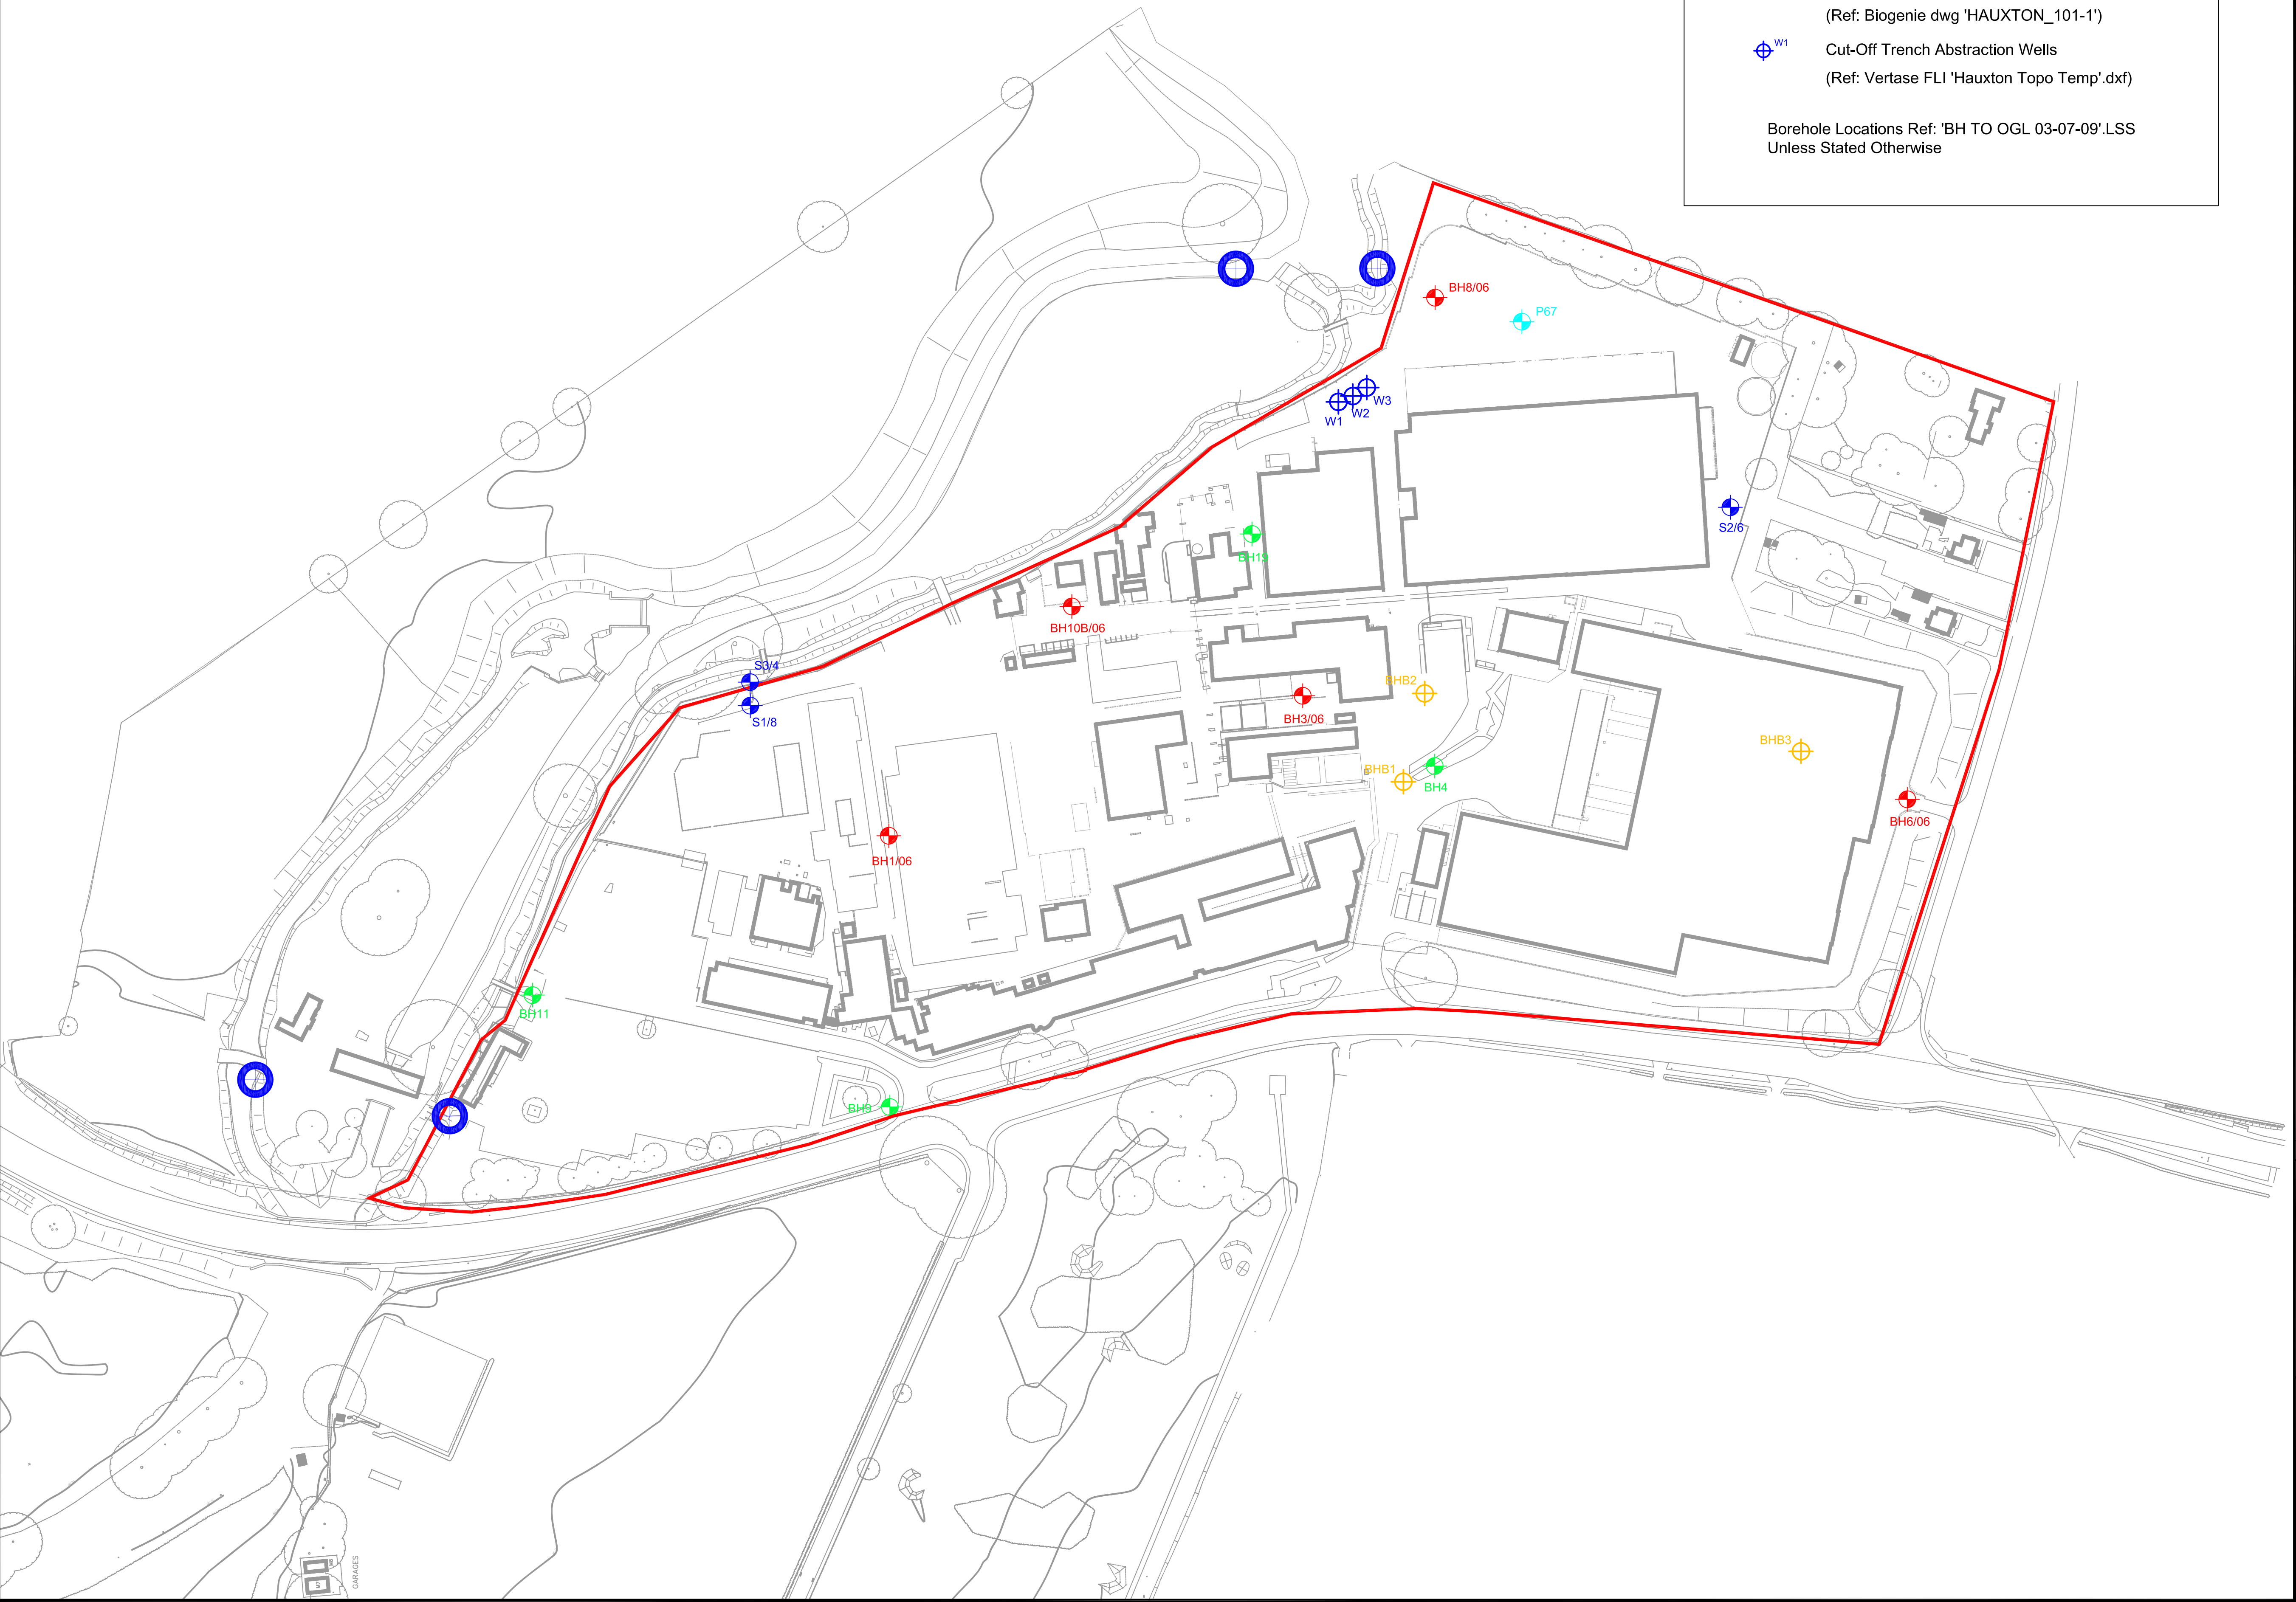 (Ref: Biogenie dwg 'HAUXTON_101-1')
W1
Cut-Off Trench Abstraction Wells
(Ref: Vertase FLI 'Hauxton Topo Temp'.dxf)
Borehole Locations Ref: 'BH TO OGL 03-07-09'.LSS
Unless Stated Otherwise
BH8/06
P67
W3
W2
W1
S2/6
BH10B/06
S3/4
S1/8
BHB2
BH3/06
BHB3
BHB1
BH4
BH6/06
BH1/06
BH11
BH9
GARAGES